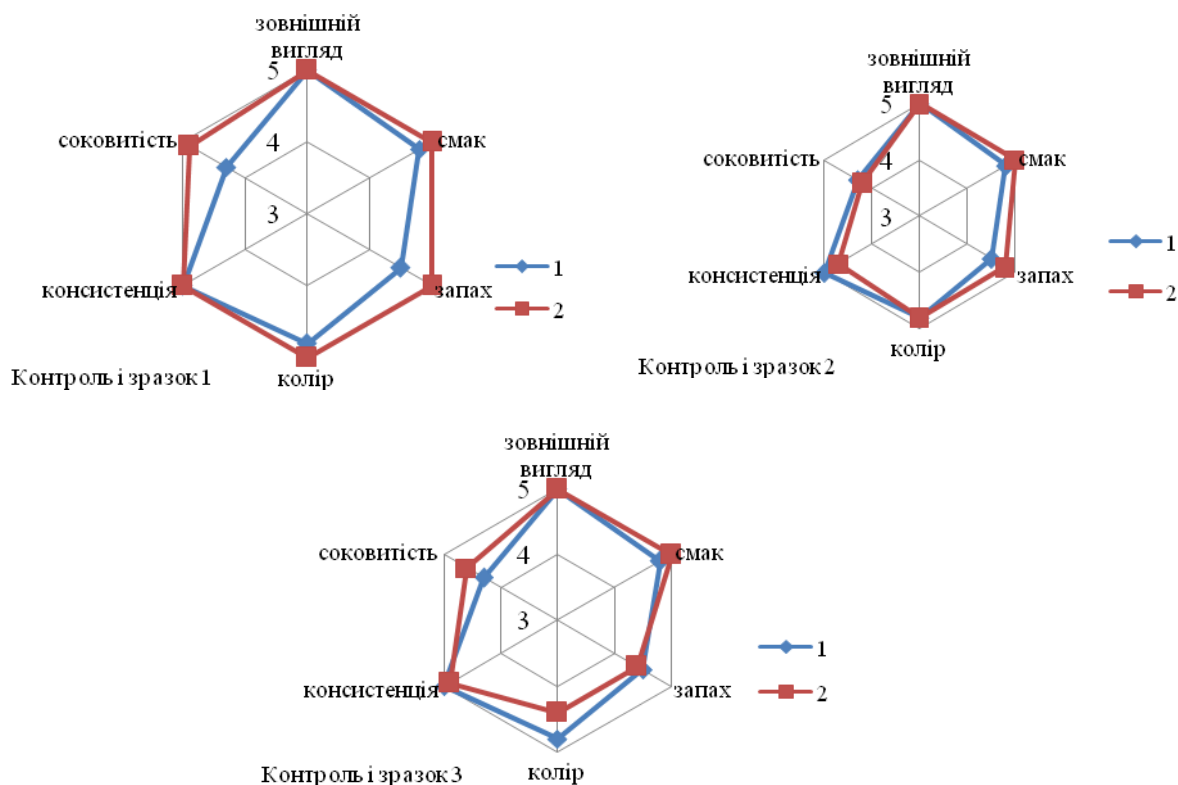 зовнішній
вигляд
5
соковитість
4
смак
3
консистенція
запах
колір
1
2
Контроль і зразок 1
зовнішній
вигляд
5
соковитість
4
смак
3
консистенція
запах
колір
1
2
Контроль і зразок 2
зовнішній
вигляд
5
соковитість
4
смак
3
консистенція
запах
колір
1
2
Контроль і зразок 3